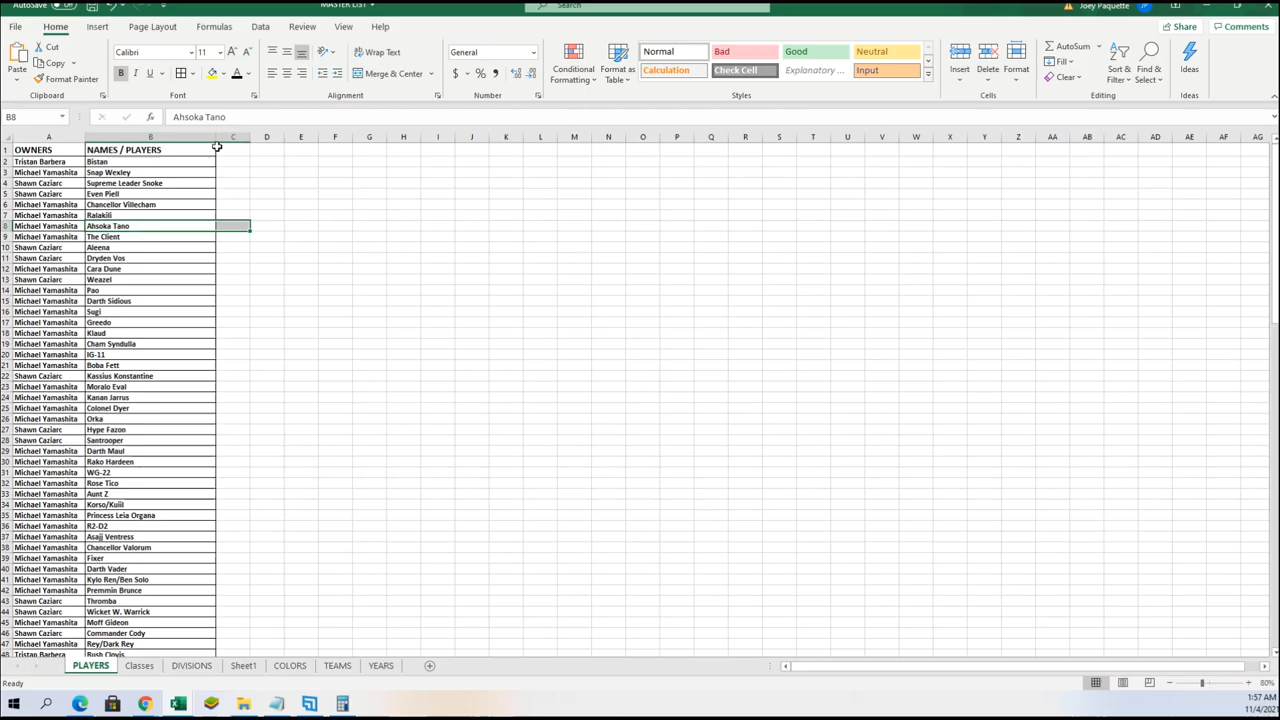 AutoSave Off MASTER LIST Search Joey Paquette JP
File Home Insert Page Layout Formulas Data Review View Help Share Comments
Cut Calibri 11 Wrap Text General Normal Bad Good Neutral AutoSum
Copy Fill
Paste Format Painter Merge & Center Conditional Formatting Format as Table Calculation Check Cell Explanatory ... Input Insert Delete Format Clear Sort & Filter Find & Select Ideas
Clipboard Font Alignment Number Styles Cells Editing Ideas
B8 Ahsoka Tano
A B C D E F G H I J K L M N O P Q R S T U V W X Y Z AA AB AC AD AE AF AG
1 OWNERS NAMES / PLAYERS
2 Tristan Barbera Bistan
3 Michael Yamashita Snap Wexley
4 Shawn Caziarc Supreme Leader Snoke
5 Shawn Caziarc Even Piell
6 Michael Yamashita Chancellor Villecham
7 Michael Yamashita Ralakili
8 Michael Yamashita Ahsoka Tano
9 Michael Yamashita The Client
10 Shawn Caziarc Aleena
11 Shawn Caziarc Dryden Vos
12 Michael Yamashita Cara Dune
13 Shawn Caziarc Weazel
14 Michael Yamashita Pao
15 Michael Yamashita Darth Sidious
16 Michael Yamashita Sugi
17 Michael Yamashita Greedo
18 Michael Yamashita Klaud
19 Michael Yamashita Cham Syndulla
20 Michael Yamashita IG-11
21 Michael Yamashita Boba Fett
22 Shawn Caziarc Kassius Konstantine
23 Michael Yamashita Moralo Eval
24 Michael Yamashita Kanan Jarrus
25 Michael Yamashita Colonel Dyer
26 Michael Yamashita Orka
27 Shawn Caziarc Hype Fazon
28 Shawn Caziarc Santrooper
29 Michael Yamashita Darth Maul
30 Michael Yamashita Rako Hardeen
31 Michael Yamashita WG-22
32 Michael Yamashita Rose Tico
33 Michael Yamashita Aunt Z
34 Michael Yamashita Korso/Kuiil
35 Michael Yamashita Princess Leia Organa
36 Michael Yamashita R2-D2
37 Michael Yamashita Asajj Ventress
38 Michael Yamashita Chancellor Valorum
39 Michael Yamashita Fixer
40 Michael Yamashita Darth Vader
41 Michael Yamashita Kylo Ren/Ben Solo
42 Michael Yamashita Premmin Brunce
43 Shawn Caziarc Thromba
44 Shawn Caziarc Wicket W. Warrick
45 Michael Yamashita Moff Gideon
46 Shawn Caziarc Commander Cody
47 Michael Yamashita Rey/Dark Rey
48 Tristan Barbera Rush Clovis
PLAYERS Classes DIVISIONS Sheet1 COLORS TEAMS YEARS
Ready 80%
1:57 AM
11/4/2021